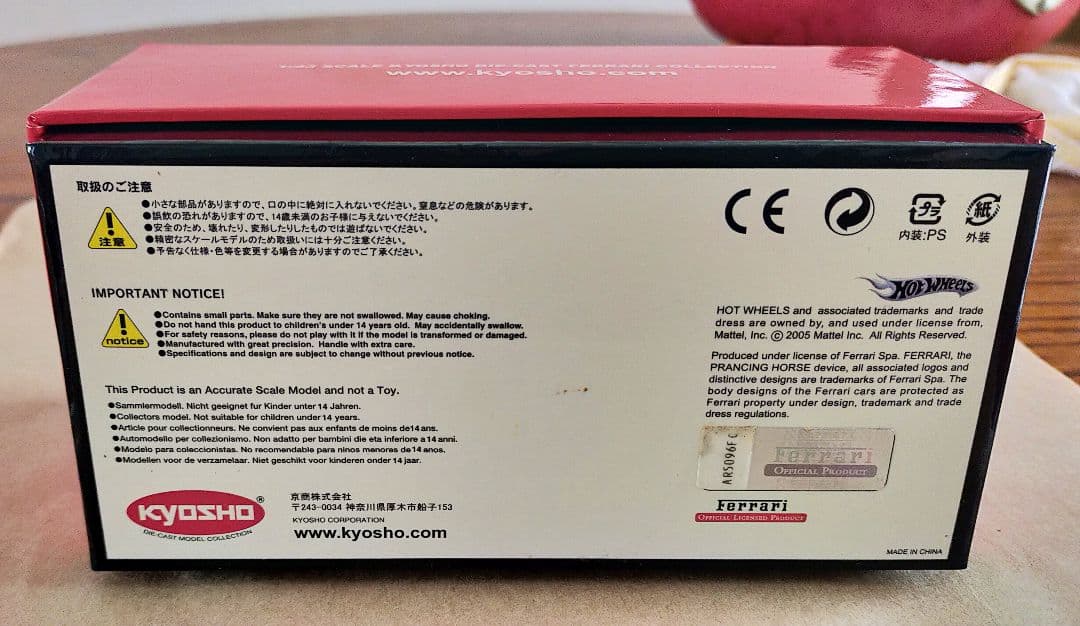 1:43 SCALE KYOSHO DIE-CAST FERRARI COLLECTION
www.kyosho.com
取扱のご注意
注意
●小さな部品がありますので、口の中に絶対に入れないでください。窒息などの危険があります。
●誤飲の恐れがありますので、14歳未満のお子様に与えないでください。
●安全のため、壊れたり、変形したりしたものでは遊ばないでください。
●精密なスケールモデルのため取扱いには十分ご注意ください。
●予告なく仕様・色等を変更する場合がありますのでご了承ください。
IMPORTANT NOTICE!
notice
●Contains small parts. Make sure they are not swallowed. May cause choking.
●Do not hand this product to children's under 14 years old. May accidentally swallow.
●For safety reasons, please do not play with it if the model is transformed or damaged.
●Manufactured with great precision. Handle with extra care.
●Specifications and design are subject to change without previous notice.
This Product is an Accurate Scale Model and not a Toy.
●Sammlermodell. Nicht geeignet fur Kinder unter 14 Jahren.
●Collectors model. Not suitable for children under 14 years.
●Article pour collectionneurs. Ne convient pas aux enfants de moins de14 ans.
●Automodello per collezionismo. Non adatto per bambini die eta inferiore a 14 anni.
●Modelo para coleccionistas. No recomendable para ninos menores de 14 anos.
●Modellen voor de verzamelaar. Niet geschikt voor kinderen onder 14 jaar.
KYOSHO®
DIE-CAST MODEL COLLECTION
京商株式会社
〒243-0034 神奈川県厚木市船子153
KYOSHO CORPORATION
www.kyosho.com
CE
プラ
内装:PS
紙
外装
HOT WHEELS
HOT WHEELS and associated trademarks and trade
dress are owned by, and used under license from,
Mattel, Inc. © 2005 Mattel Inc. All Rights Reserved.
Produced under license of Ferrari Spa. FERRARI, the
PRANCING HORSE device, all associated logos and
distinctive designs are trademarks of Ferrari Spa. The
body designs of the Ferrari cars are protected as
Ferrari property under design, trademark and trade
dress regulations.
AR5096F C
Ferrari
OFFICIAL PRODUCT
Ferrari
OFFICIAL LICENSED PRODUCT
MADE IN CHINA